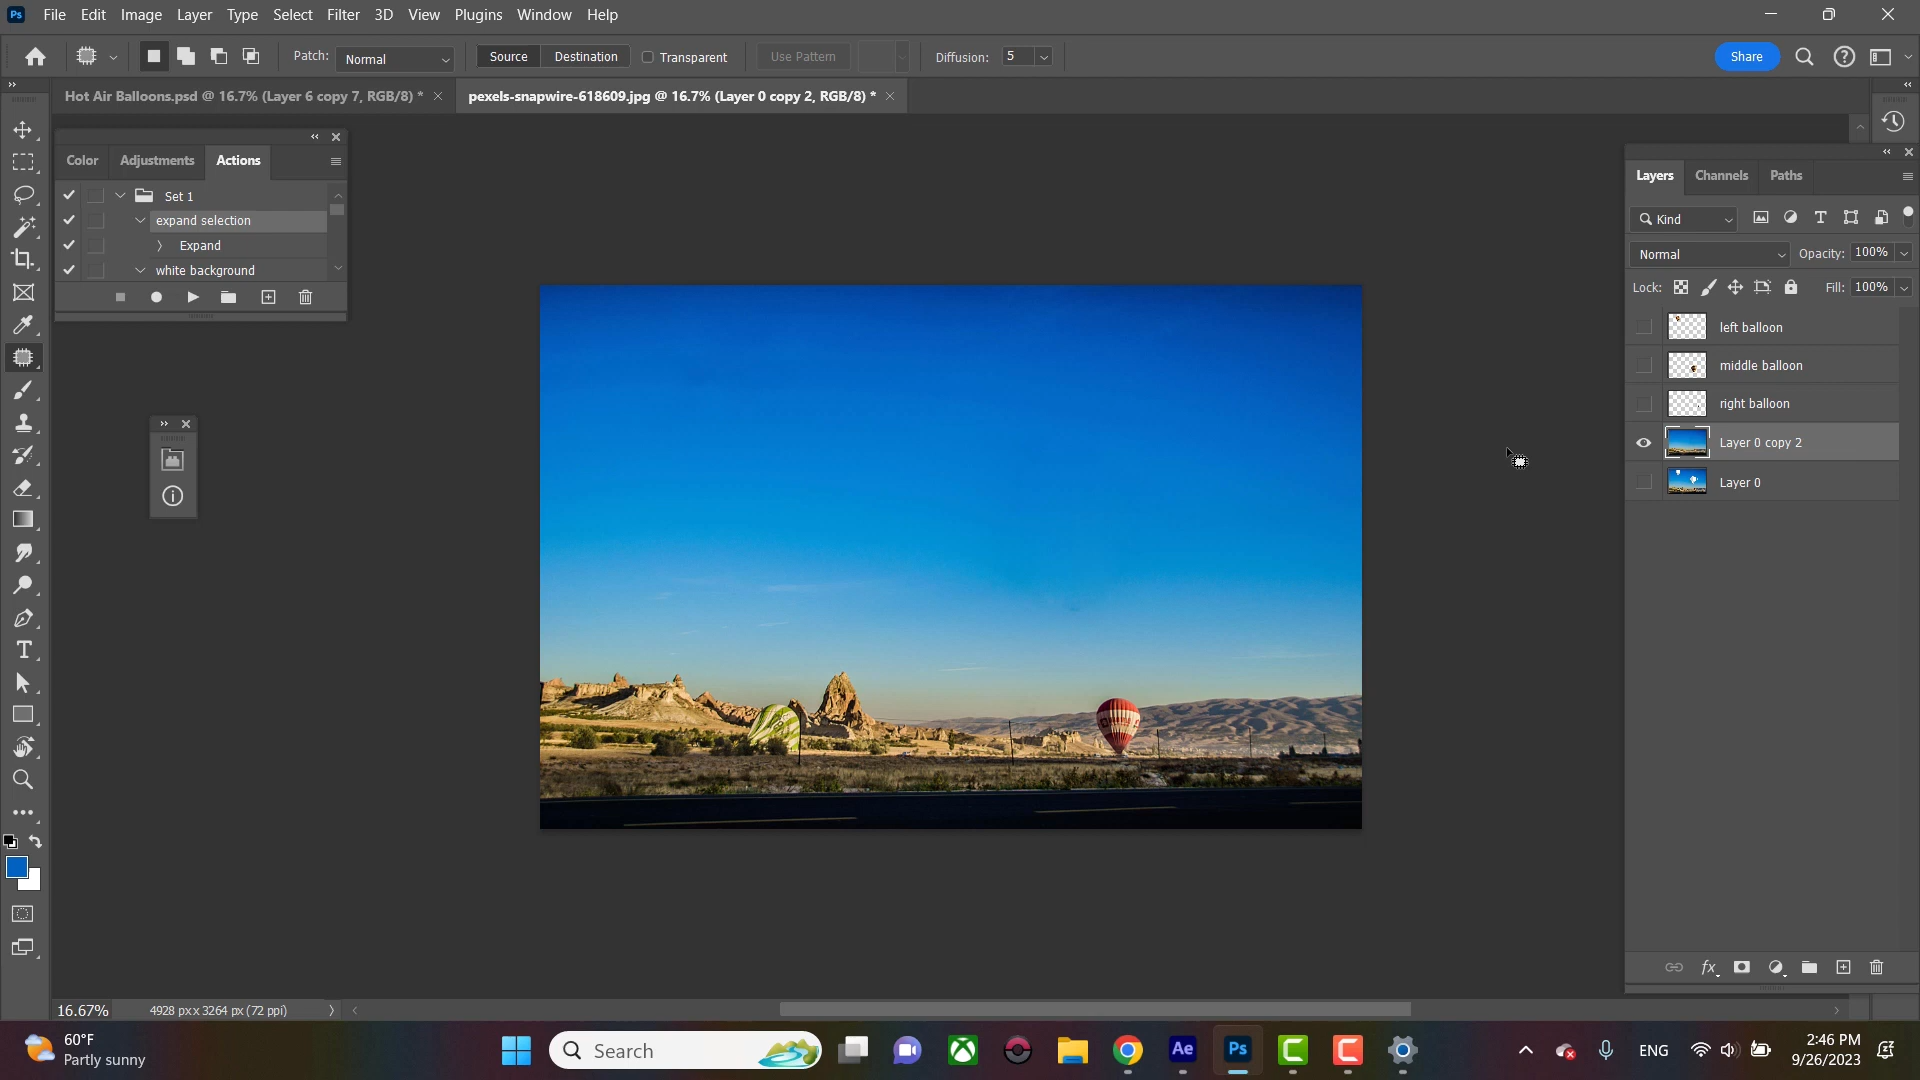 Ps File Edit Image Layer Type Select Filter 3D View Plugins Window Help
Patch: Normal Source Destination Transparent Use Pattern Diffusion: 5 Share
Hot Air Balloons.psd @ 16.7% (Layer 6 copy 7, RGB/8) *
pexels-snapwire-618609.jpg @ 16.7% (Layer 0 copy 2, RGB/8) *
Color Adjustments Actions
Set 1
expand selection
Expand
white background
Layers Channels Paths
Kind
Normal Opacity: 100%
Lock: Fill: 100%
left balloon
middle balloon
right balloon
Layer 0 copy 2
Layer 0
fx
16.67% 4928 px x 3264 px (72 ppi)
60°F
Partly sunny
Search
Ae Ps
ENG
2:46 PM
9/26/2023